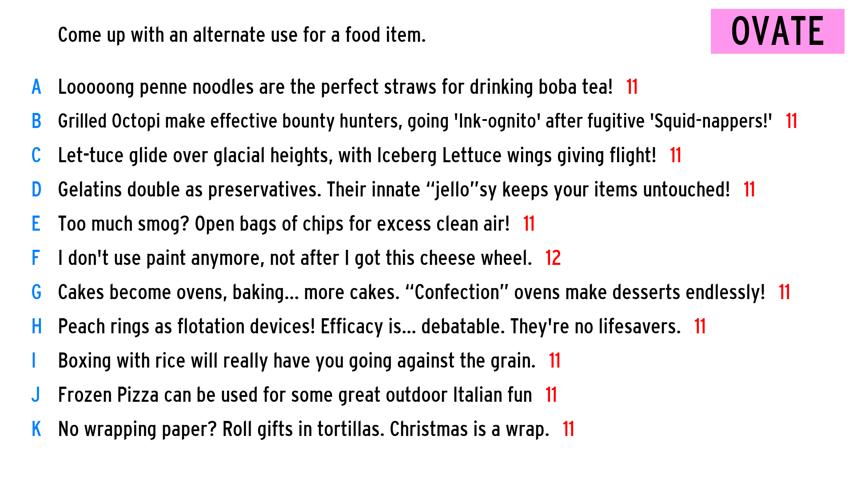 Come up with an alternate use for a food item.
OVATE
A Looooong penne noodles are the perfect straws for drinking boba tea! 11
B Grilled Octopi make effective bounty hunters, going 'Ink-ognito' after fugitive 'Squid-nappers!' 11
C Let-tuce glide over glacial heights, with Iceberg Lettuce wings giving flight! 11
D Gelatins double as preservatives. Their innate “jello”sy keeps your items untouched! 11
E Too much smog? Open bags of chips for excess clean air! 11
F I don't use paint anymore, not after I got this cheese wheel. 12
G Cakes become ovens, baking... more cakes. “Confection” ovens make desserts endlessly! 11
H Peach rings as flotation devices! Efficacy is... debatable. They're no lifesavers. 11
I Boxing with rice will really have you going against the grain. 11
J Frozen Pizza can be used for some great outdoor Italian fun 11
K No wrapping paper? Roll gifts in tortillas. Christmas is a wrap. 11